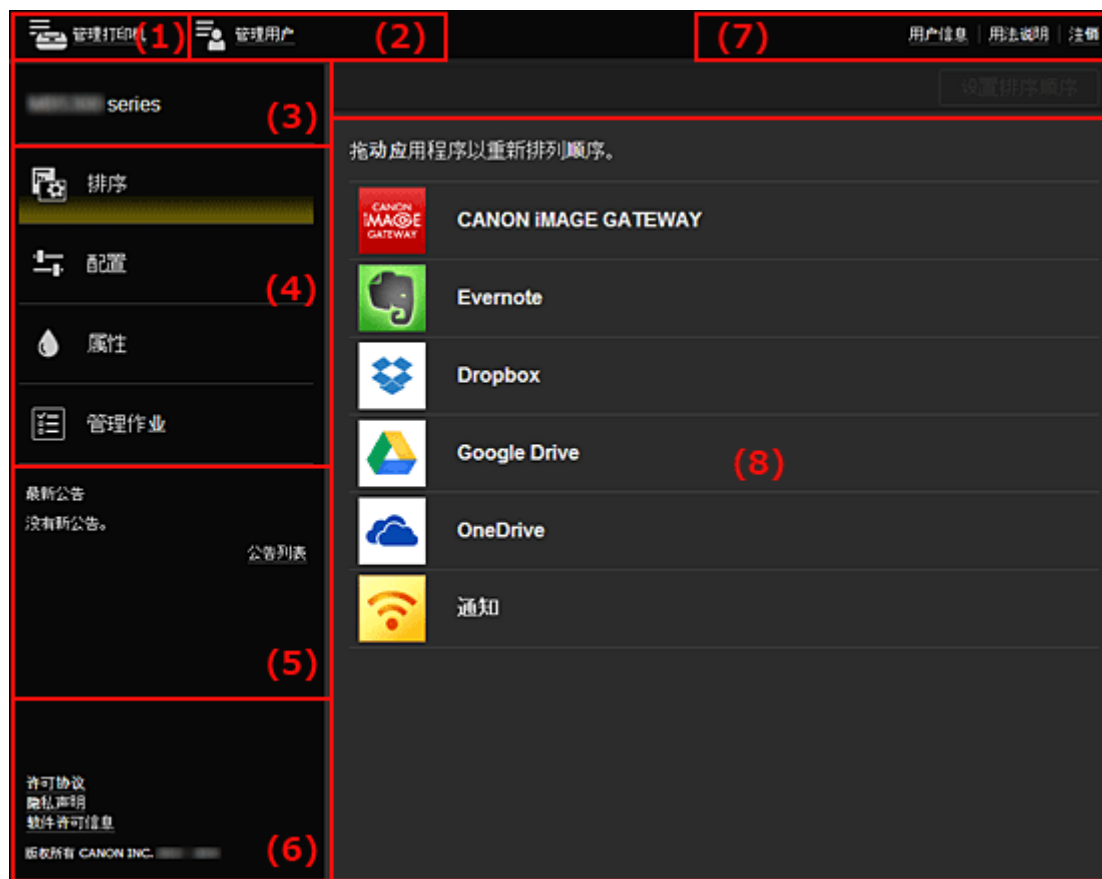 管理打印机 (1)
管理用户 (2)
(7)
用户信息 用法说明 注销
series (3)
设置排序顺序
拖动应用程序以重新排列顺序。
排序
配置
(4)
属性
管理作业
CANON iMAGE GATEWAY
CANON iMAGE GATEWAY
Evernote
Dropbox
Google Drive
(8)
OneDrive
通知
最新公告
没有新公告。
公告列表
(5)
许可协议
隐私声明
软件许可信息
版权所有 CANON INC.
(6)